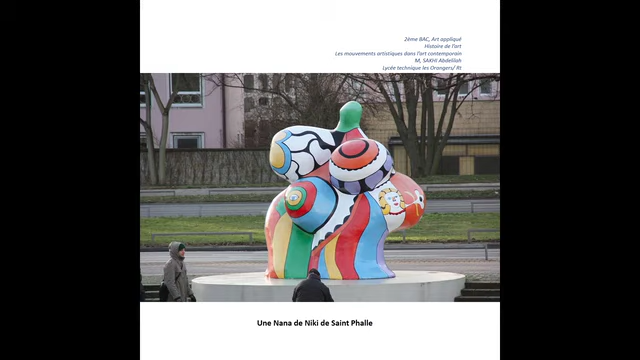 2ème BAC, Art appliqué
Histoire de l'art
Les mouvements artistiques dans l'art contemporain
M, SAKHI Abdelilah
Lycée technique les Orangers/ Rt
Une Nana de Niki de Saint Phalle